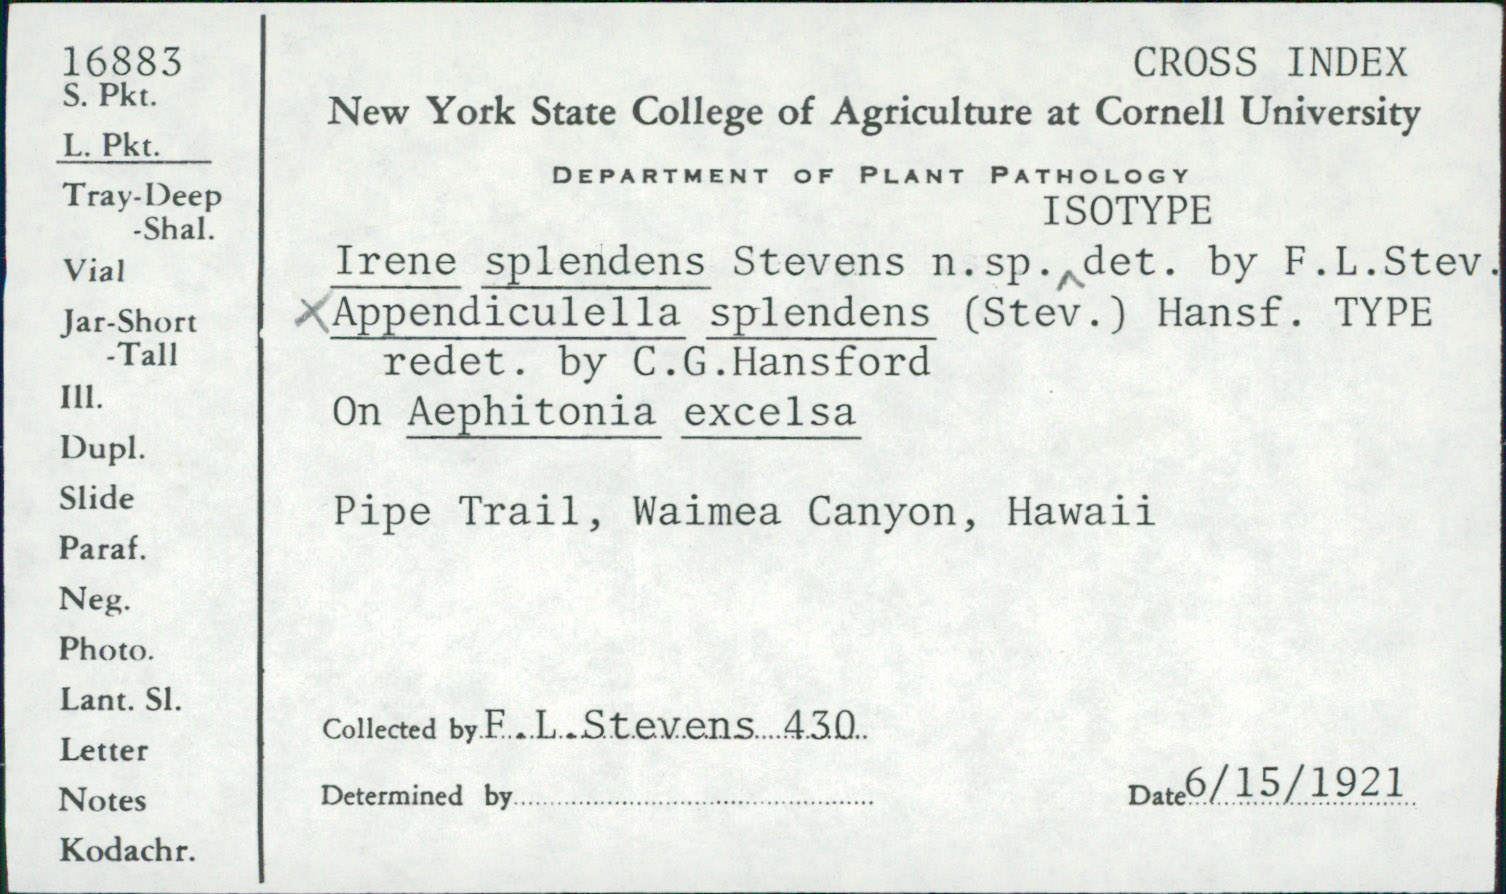 16883
S. Pkt.
L. Pkt.
Tray-Deep
-Shal.
Vial
Jar-Short
-Tall
Ill.
Dupl.
Slide
Paraf.
Neg.
Photo.
Lant. Sl.
Letter
Notes
Kodachr.
CROSS INDEX
New York State College of Agriculture at Cornell University
DEPARTMENT OF PLANT PATHOLOGY
ISOTYPE
Irene splendens Stevens n.sp. ^det. by F.L.Stev.
XAppendiculella splendens (Stev.) Hansf. TYPE
redet. by C.G.Hansford
On Aephitonia excelsa
Pipe Trail, Waimea Canyon, Hawaii
Collected by F. L. Stevens 430
Determined by
Date 6/15/1921